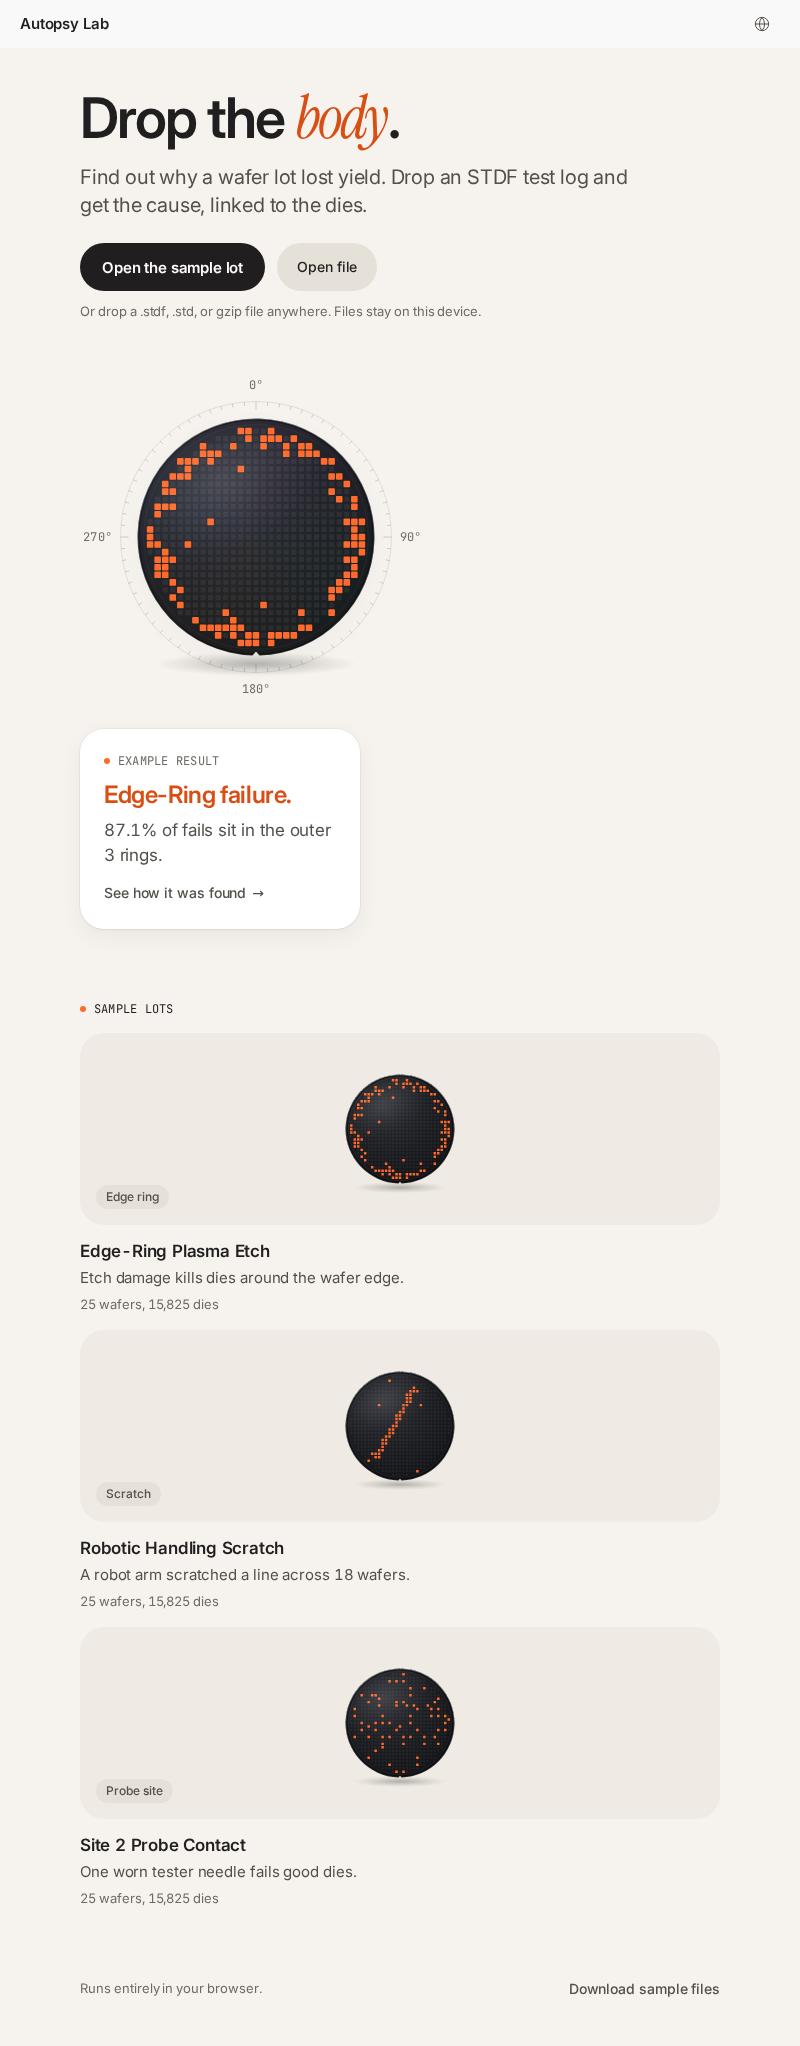 Autopsy Lab
Drop the body.
Find out why a wafer lot lost yield. Drop an STDF test log and
get the cause, linked to the dies.
Open the sample lot
Open file
Or drop a .stdf, .std, or gzip file anywhere. Files stay on this device.
0°
270°
90°
180°
EXAMPLE RESULT
Edge-Ring failure.
87.1% of fails sit in the outer
3 rings.
See how it was found →
SAMPLE LOTS
Edge ring
Edge-Ring Plasma Etch
Etch damage kills dies around the wafer edge.
25 wafers, 15,825 dies
Scratch
Robotic Handling Scratch
A robot arm scratched a line across 18 wafers.
25 wafers, 15,825 dies
Probe site
Site 2 Probe Contact
One worn tester needle fails good dies.
25 wafers, 15,825 dies
Runs entirely in your browser.
Download sample files